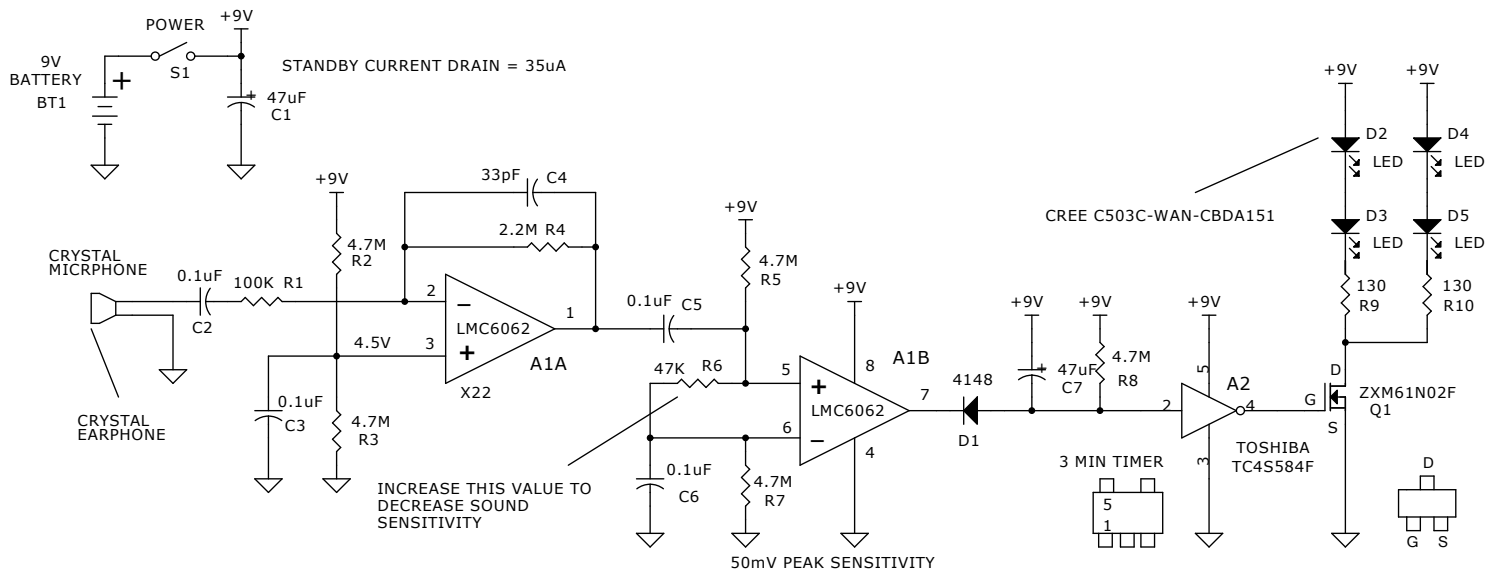 POWER
+9V
9V
BATTERY
BT1
+
S1
+
47uF
C1
STANDBY CURRENT DRAIN = 35uA
CRYSTAL
MICRPHONE
0.1uF
C2
100K R1
CRYSTAL
EARPHONE
+9V
4.7M
R2
4.5V
0.1uF
C3
4.7M
R3
33pF
C4
2.2M R4
2
3
1
−
+
LMC6062
A1A
X22
0.1uF
C5
+9V
4.7M
R5
47K
R6
0.1uF
C6
4.7M
R7
INCREASE THIS VALUE TO
DECREASE SOUND
SENSITIVITY
+9V
8
A1B
5
+
LMC6062
6
−
7
4
50mV PEAK SENSITIVITY
4148
D1
+9V
+
47uF
C7
+9V
4.7M
R8
+9V
5
A2
2
4
3
TOSHIBA
TC4S584F
3 MIN TIMER
5
1
+9V
+9V
D2
LED
D4
LED
D3
LED
D5
LED
CREE C503C-WAN-CBDA151
130
R9
130
R10
D
G
S
ZXM61N02F
Q1
D
G
S